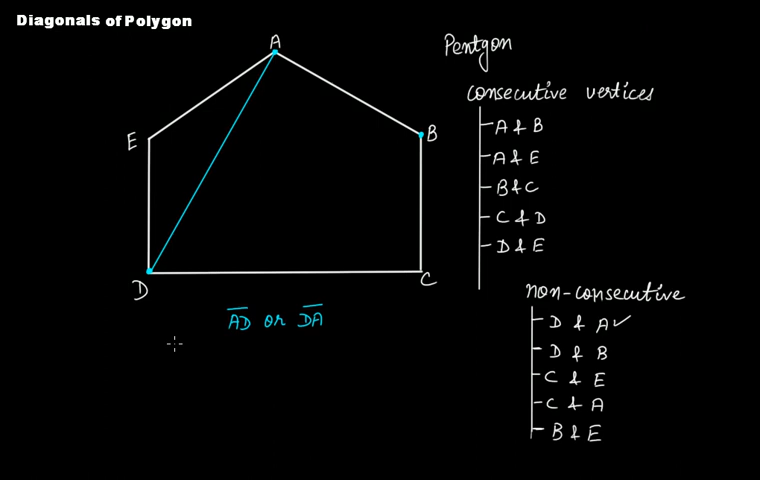 Diagonals of Polygon
A
Pentgon
consecutive vertices
E
B
A & B
A & E
B & C
C & D
D & E
D
C
non-consecutive
AD or DA
D & A ✓
D & B
C & E
C & A
B & E